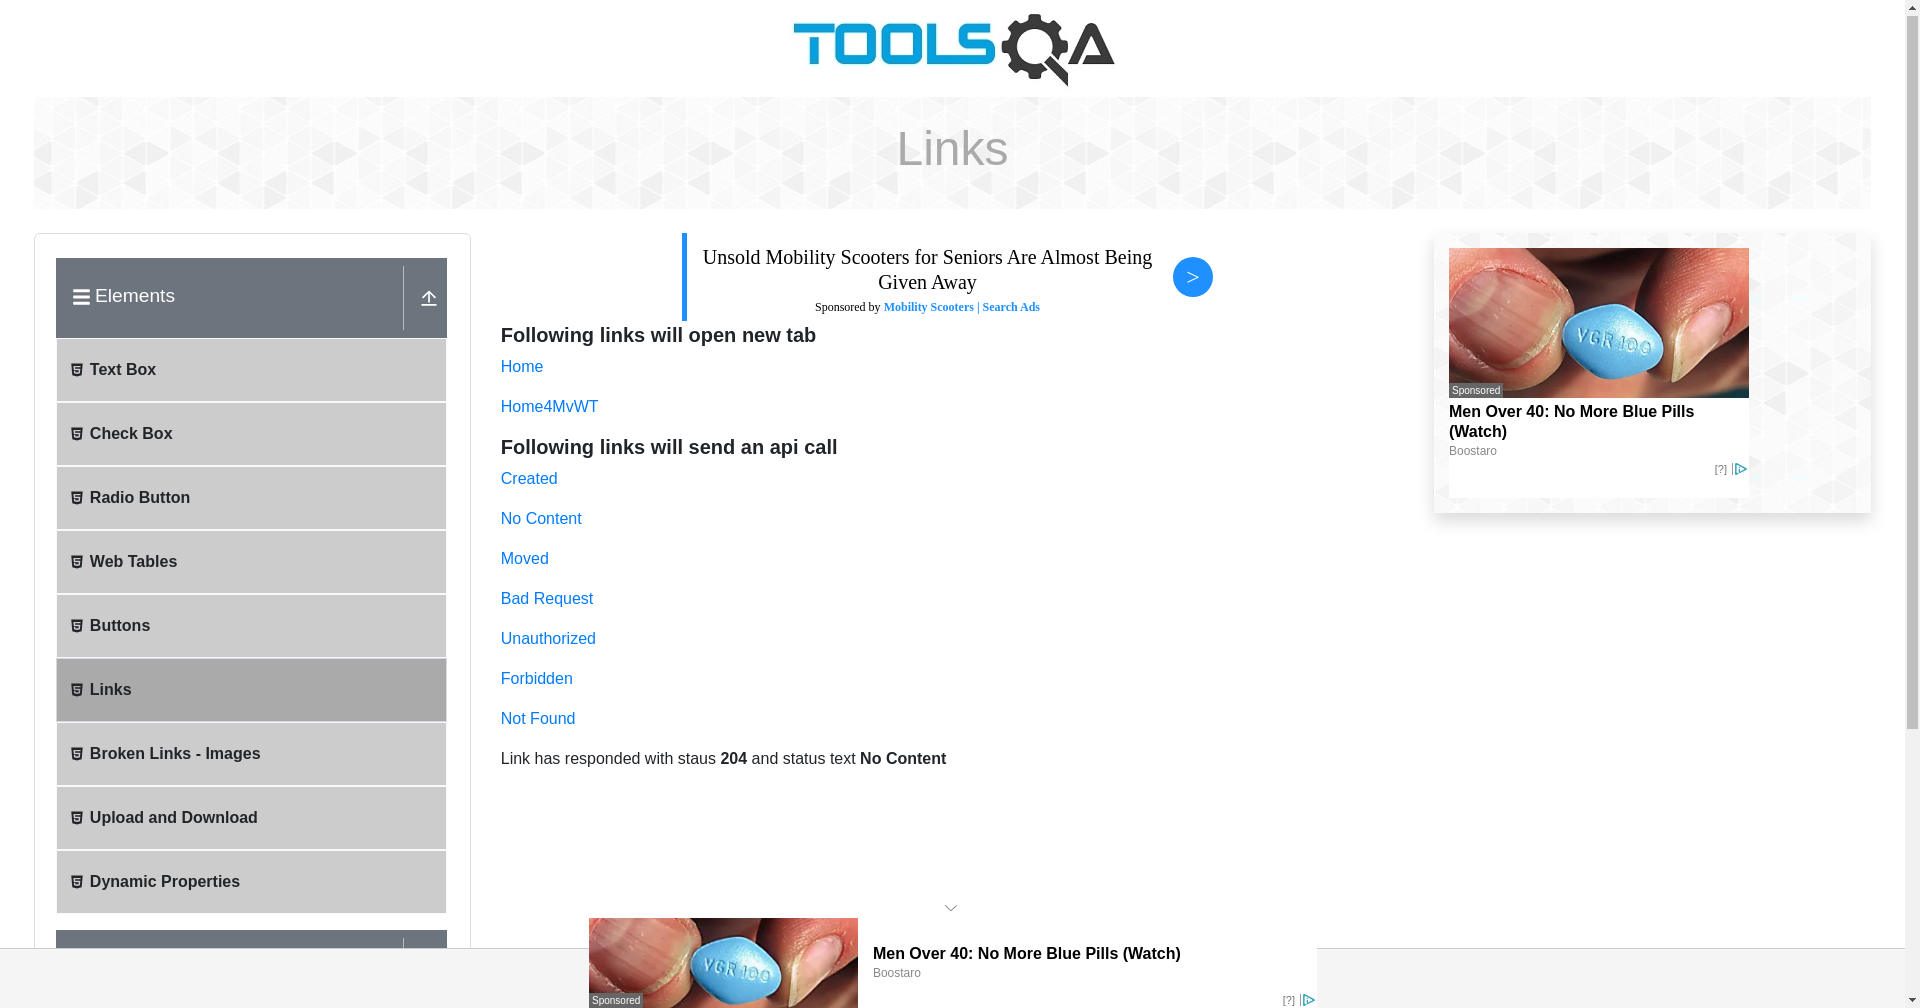 TOOLSQA
Links
Elements
Text Box
Check Box
Radio Button
Web Tables
Buttons
Links
Broken Links - Images
Upload and Download
Dynamic Properties
Unsold Mobility Scooters for Seniors Are Almost Being
Given Away
Sponsored by Mobility Scooters | Search Ads
>
Following links will open new tab
Home
Home4MvWT
Following links will send an api call
Created
No Content
Moved
Bad Request
Unauthorized
Forbidden
Not Found
Link has responded with staus 204 and status text No Content
VGR 100
Sponsored
Men Over 40: No More Blue Pills
(Watch)
Boostaro
[?]
VGR 100
Sponsored
Men Over 40: No More Blue Pills (Watch)
Boostaro
[?]